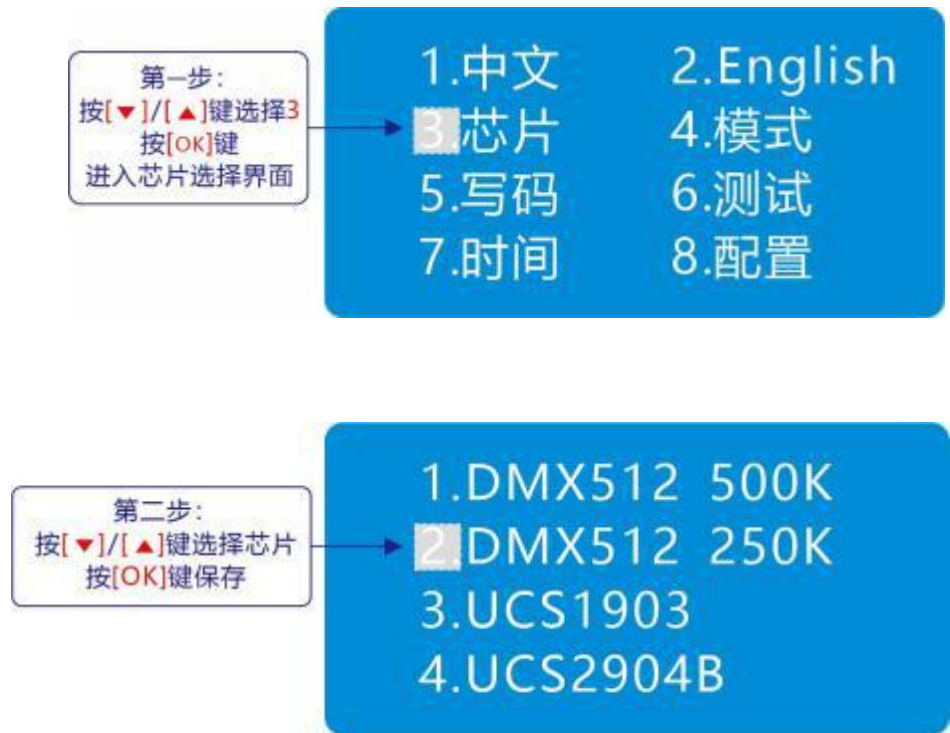 第一步：
按[▼]/[▲]键选择3
按[OK]键
进入芯片选择界面
1.中文 2.English
3.芯片 4.模式
5.写码 6.测试
7.时间 8.配置
第二步：
按[▼]/[▲]键选择芯片
按[OK]键保存
1.DMX512 500K
2.DMX512 250K
3.UCS1903
4.UCS2904B